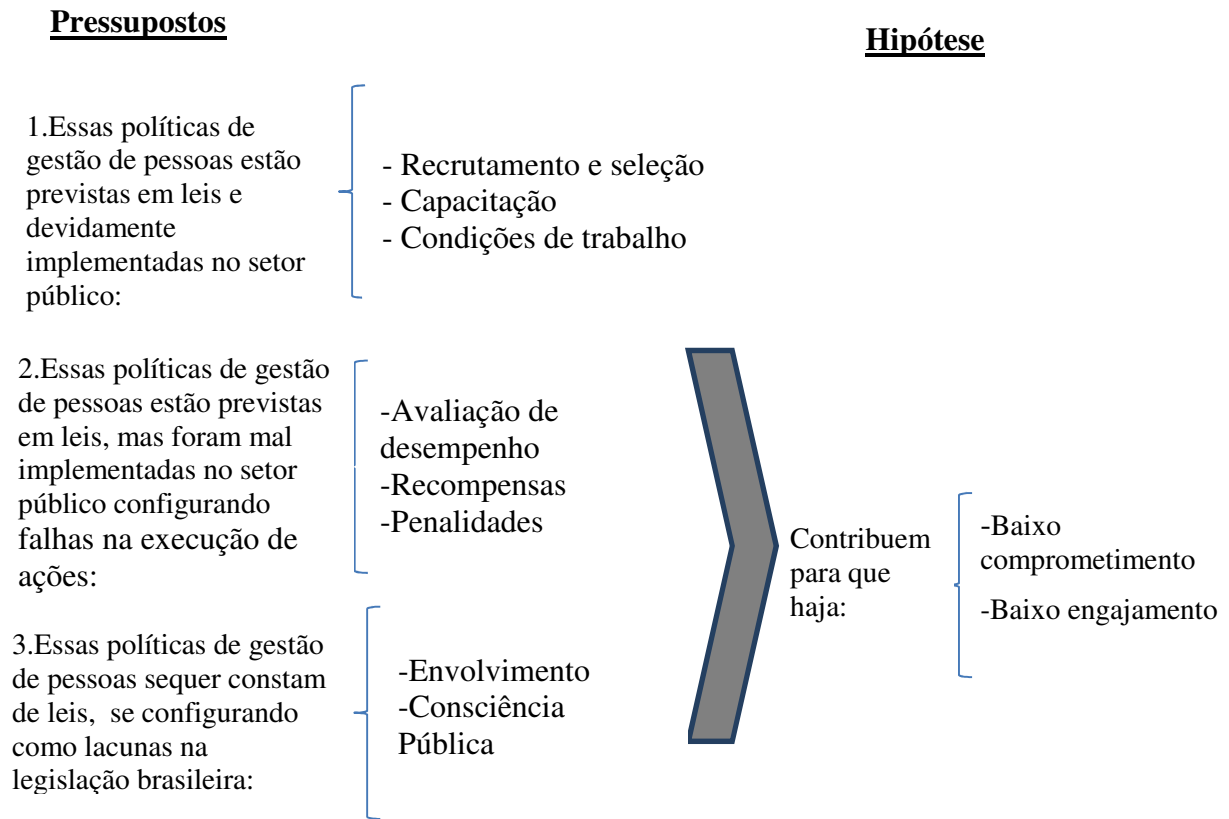 Pressupostos
Hipótese
1.Essas políticas de
gestão de pessoas estão
previstas em leis e
devidamente
implementadas no setor
público:
- Recrutamento e seleção
- Capacitação
- Condições de trabalho
2.Essas políticas de gestão
de pessoas estão previstas
em leis, mas foram mal
implementadas no setor
público configurando
falhas na execução de
ações:
-Avaliação de
desempenho
-Recompensas
-Penalidades
3.Essas políticas de gestão
de pessoas sequer constam
de leis, se configurando
como lacunas na
legislação brasileira:
-Envolvimento
-Consciência
Pública
Contribuem
para que
haja:
-Baixo
comprometimento
-Baixo engajamento